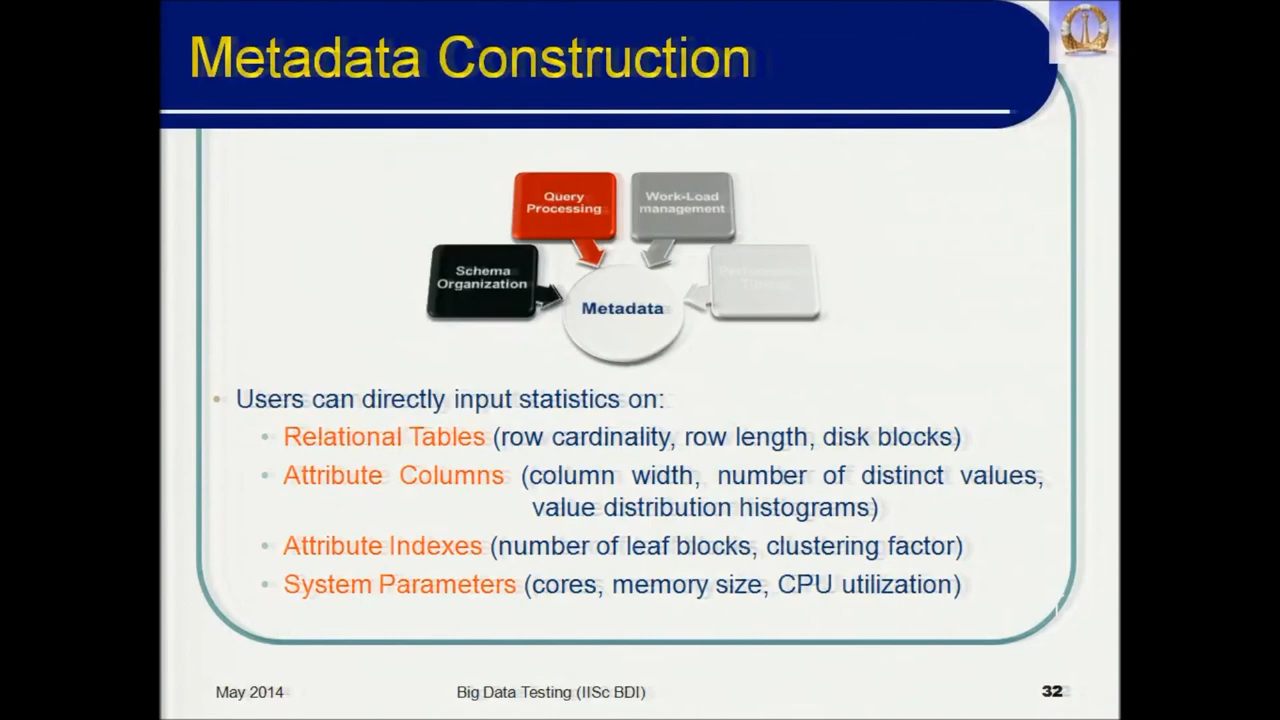 Metadata Construction
Query
Processing
Work-Load
management
Schema
Organization
Metadata
• Users can directly input statistics on:
• Relational Tables (row cardinality, row length, disk blocks)
• Attribute Columns (column width, number of distinct values,
value distribution histograms)
• Attribute Indexes (number of leaf blocks, clustering factor)
• System Parameters (cores, memory size, CPU utilization)
May 2014
Big Data Testing (IISc BDI)
32